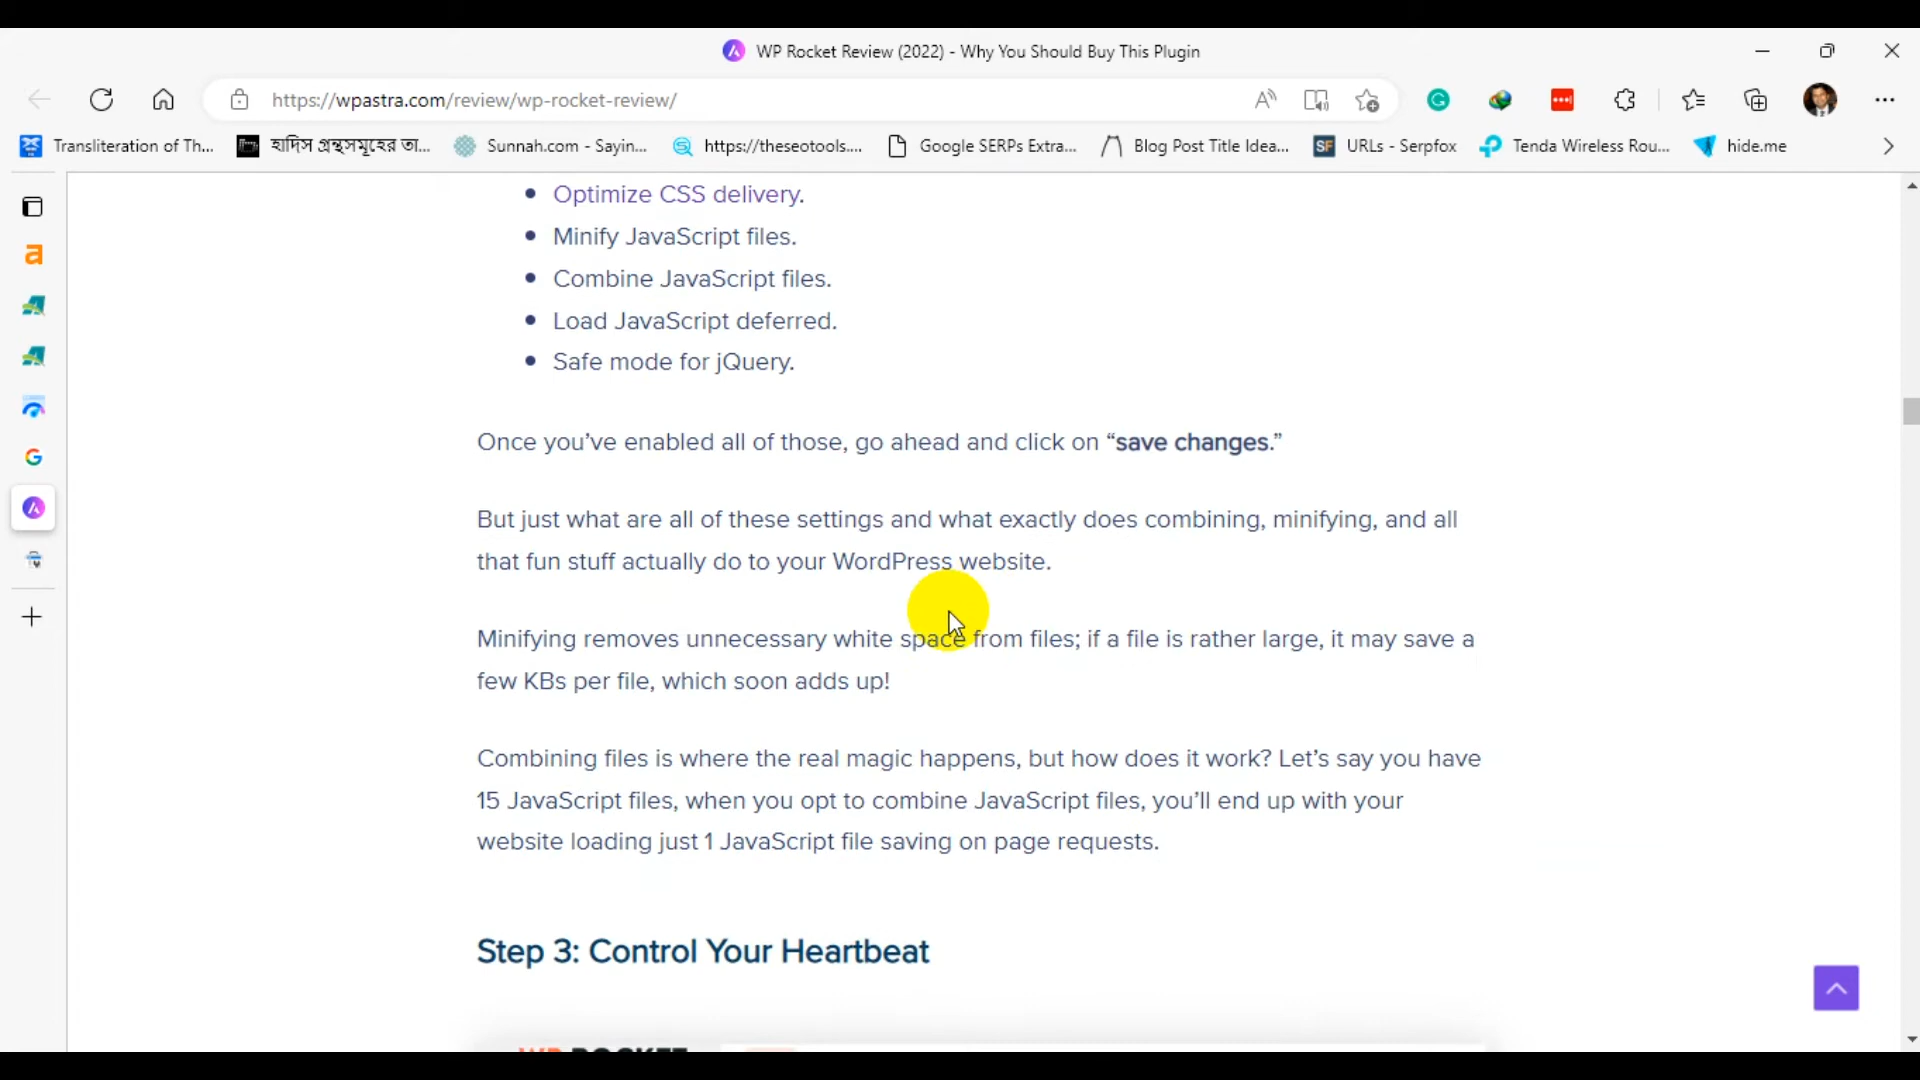 WP Rocket Review (2022) - Why You Should Buy This Plugin
https://wpastra.com/review/wp-rocket-review/
Transliteration of Th... হাদিস গ্রন্থসমূহের তা... Sunnah.com - Sayin... https://theseotools.... Google SERPs Extra... Blog Post Title Idea... SF URLs - Serpfox Tenda Wireless Rou... hide.me
Optimize CSS delivery.
Minify JavaScript files.
Combine JavaScript files.
Load JavaScript deferred.
Safe mode for jQuery.
Once you’ve enabled all of those, go ahead and click on “save changes.”
But just what are all of these settings and what exactly does combining, minifying, and all
that fun stuff actually do to your WordPress website.
Minifying removes unnecessary white space from files; if a file is rather large, it may save a
few KBs per file, which soon adds up!
Combining files is where the real magic happens, but how does it work? Let’s say you have
15 JavaScript files, when you opt to combine JavaScript files, you’ll end up with your
website loading just 1 JavaScript file saving on page requests.
Step 3: Control Your Heartbeat
WP ROCKET